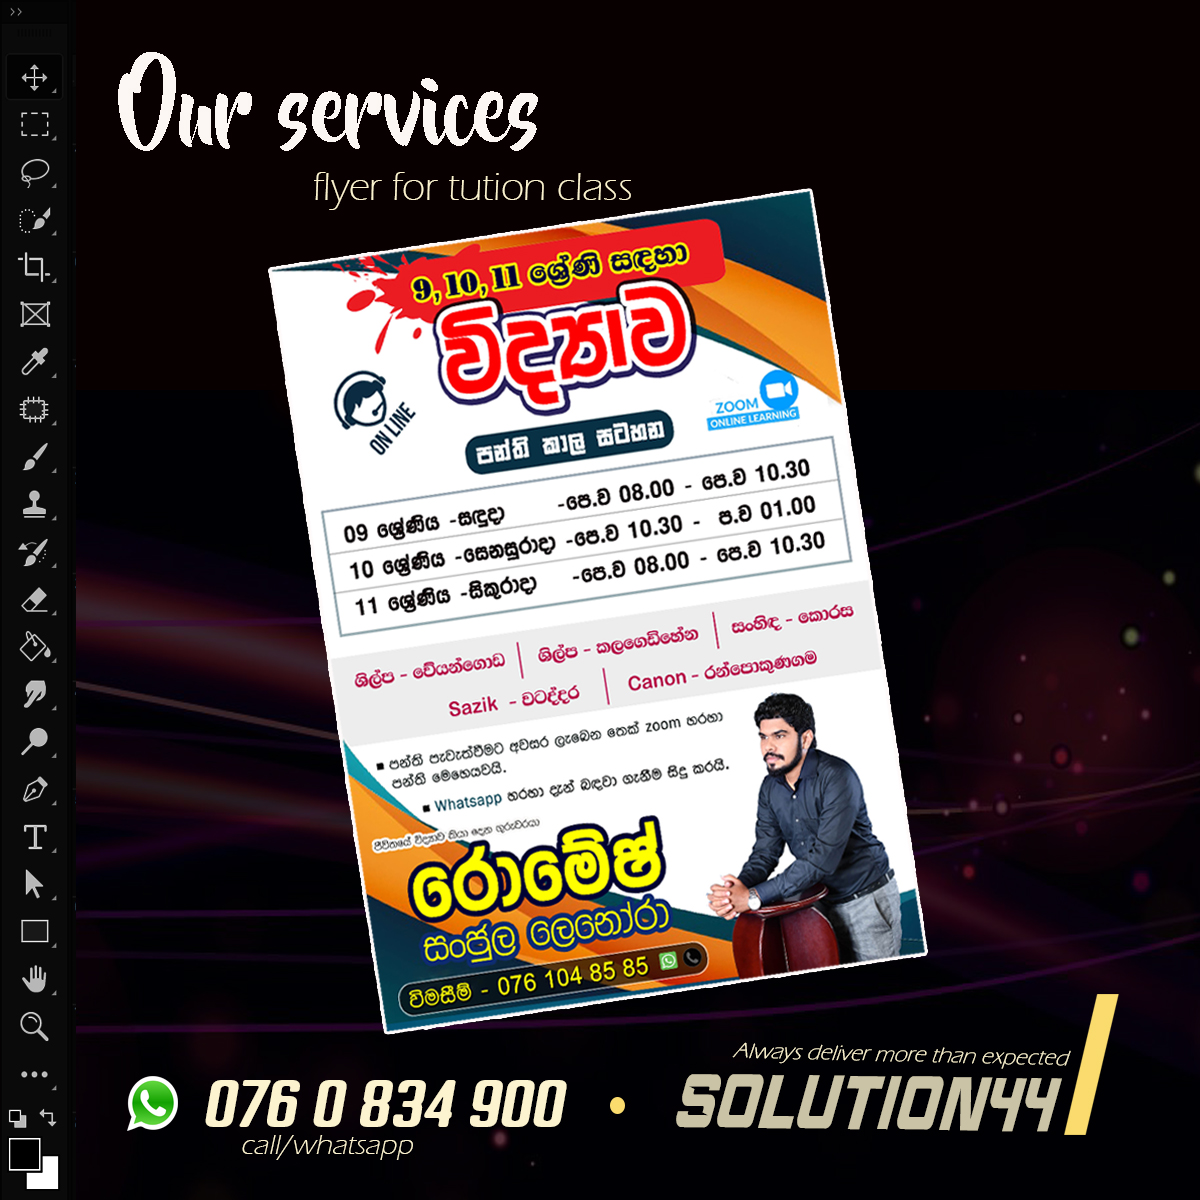 Our services
flyer for tution class
9, 10, 11 ශ්‍රේණි සඳහා
විද්‍යාව
ON LINE
ZOOM
ONLINE LEARNING
පන්ති කාල සටහන
09 ශ්‍රේණිය -සඳුදා -පෙ.ව 08.00 - පෙ.ව 10.30
10 ශ්‍රේණිය -සෙනසුරාදා -පෙ.ව 10.30 - ප.ව 01.00
11 ශ්‍රේණිය -සිකුරාදා -පෙ.ව 08.00 - පෙ.ව 10.30
ශිල්ප - වේයන්ගොඩ | ශිල්ප - කලගෙඩිහේන | සංහිඳ - කොරස
Sazik - වටද්දර | Canon - රන්පොකුණගම
■ පන්ති පැවැත්වීමට අවසර ලැබෙන තෙක් zoom හරහා
පන්ති මෙහෙයවයි.
■ Whatsapp හරහා දැන් බඳවා ගැනීම සිදු කරයි.
ජීවිතයේ විද්‍යාව කියා දෙන ගුරුවරයා
රොමේෂ්
සංජුල ලෙනෝරා
විමසීම් - 076 104 85 85
076 0 834 900
call/whatsapp
Always deliver more than expected
SOLUTION44